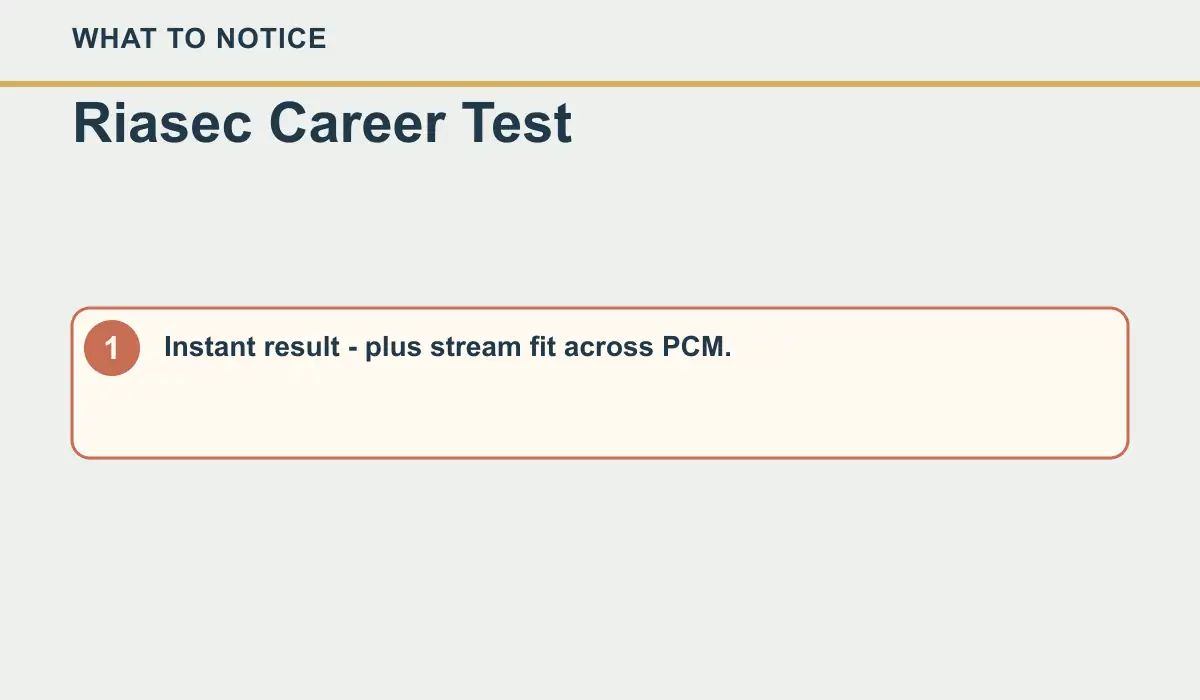 WHAT TO NOTICE
Riasec Career Test
1 Instant result - plus stream fit across PCM.